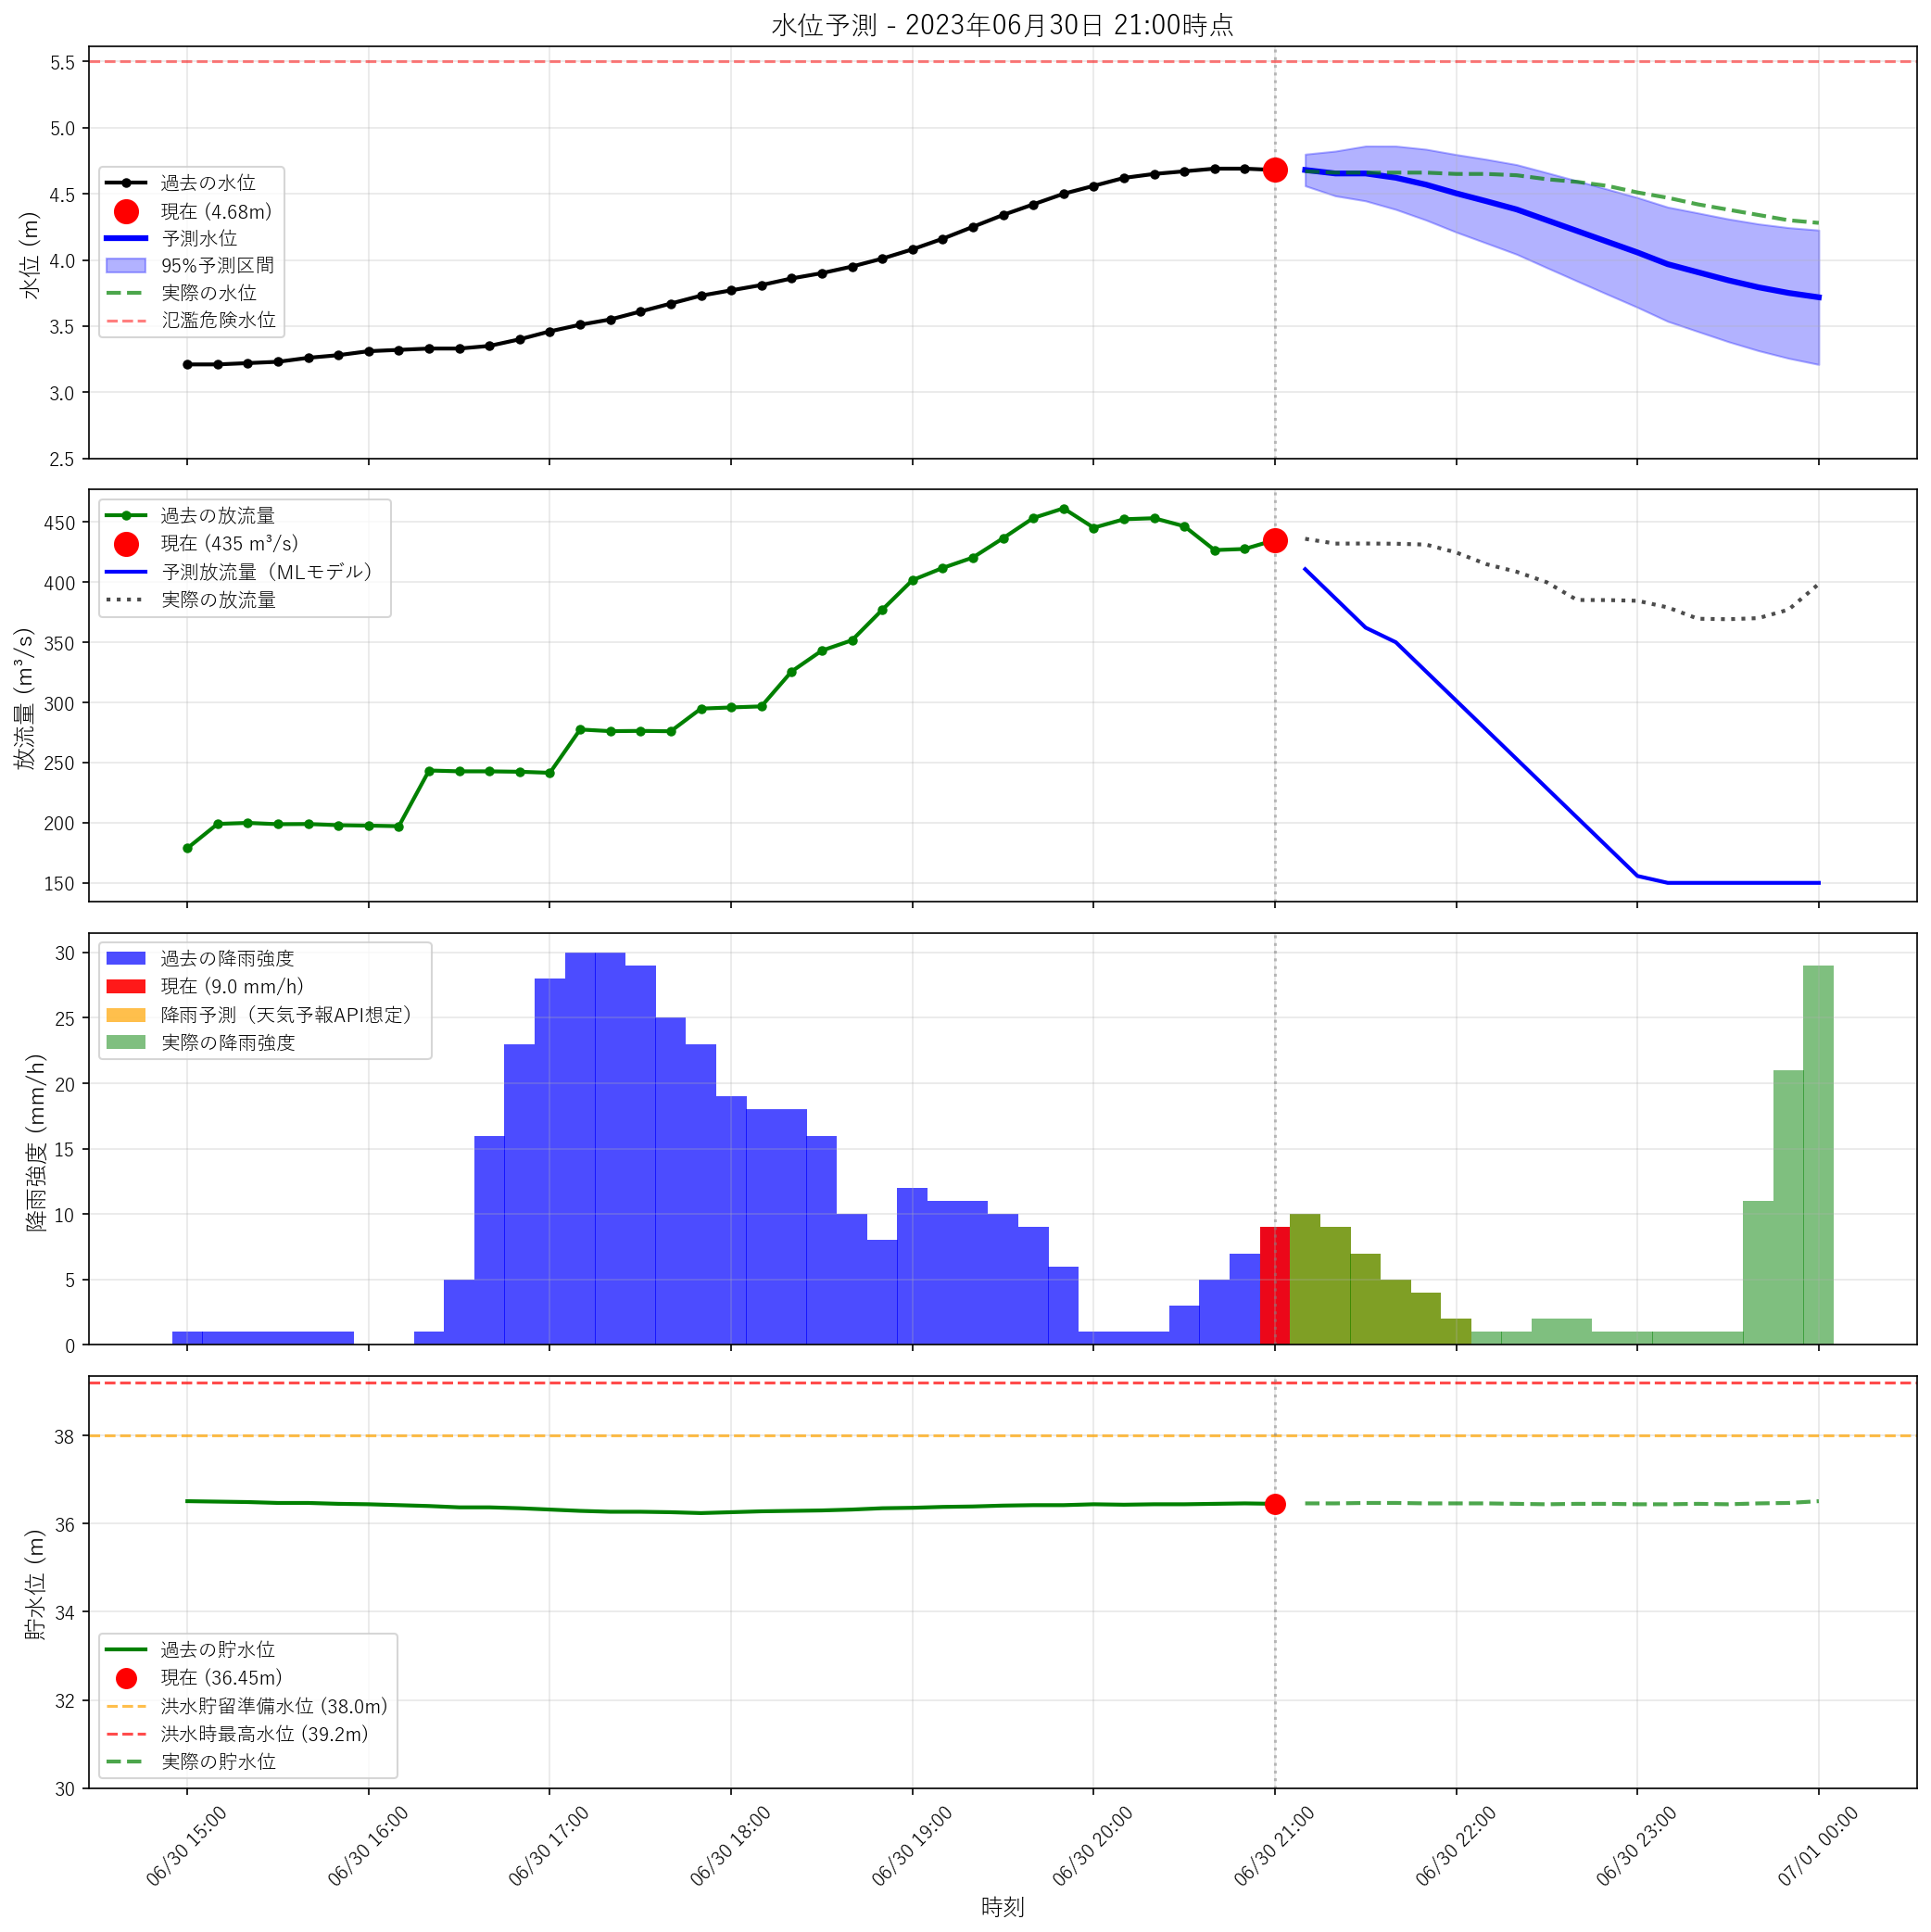 水位予測 - 2023年06月30日 21:00時点
5.5
5.0
4.5
4.0
3.5
3.0
2.5
水位 (m)
過去の水位
現在 (4.68m)
予測水位
95%予測区間
実際の水位
氾濫危険水位
450
400
350
300
250
200
150
放流量 (m³/s)
過去の放流量
現在 (435 m³/s)
予測放流量（MLモデル）
実際の放流量
30
25
20
15
10
5
0
降雨強度 (mm/h)
過去の降雨強度
現在 (9.0 mm/h)
降雨予測（天気予報API想定）
実際の降雨強度
38
36
34
32
30
貯水位 (m)
過去の貯水位
現在 (36.45m)
洪水貯留準備水位 (38.0m)
洪水時最高水位 (39.2m)
実際の貯水位
06/30 15:00
06/30 16:00
06/30 17:00
06/30 18:00
06/30 19:00
06/30 20:00
06/30 21:00
06/30 22:00
06/30 23:00
07/01 00:00
時刻